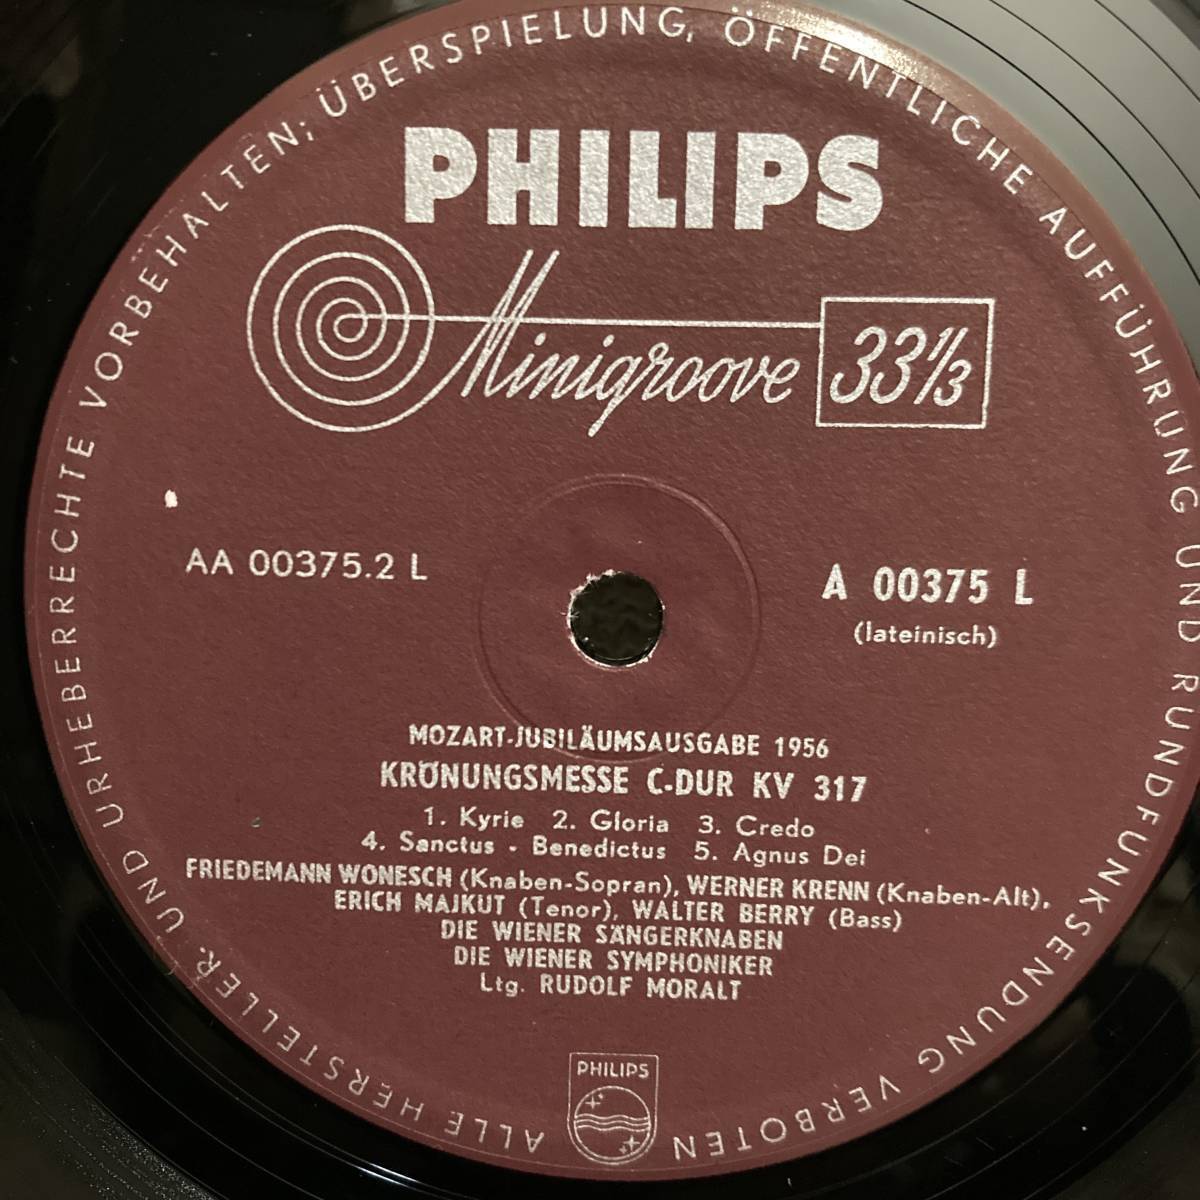 ALLE HERSTELLER- UND URHEBERRECHTE VORBEHALTEN; ÜBERSPIELUNG, ÖFFENTLICHE AUFFÜHRUNG UND RUNDFUNKSENDUNG VERBOTEN
PHILIPS
Minigroove 33 1/3
AA 00375.2 L
A 00375 L
(lateinisch)
MOZART-JUBILÄUMSAUSGABE 1956
KRÖNUNGSMESSE C-DUR KV 317
1. Kyrie 2. Gloria 3. Credo
4. Sanctus - Benedictus 5. Agnus Dei
FRIEDEMANN WONESCH (Knaben-Sopran), WERNER KRENN (Knaben-Alt),
ERICH MAJKUT (Tenor), WALTER BERRY (Bass)
DIE WIENER SÄNGERKNABEN
DIE WIENER SYMPHONIKER
Ltg. RUDOLF MORALT
PHILIPS